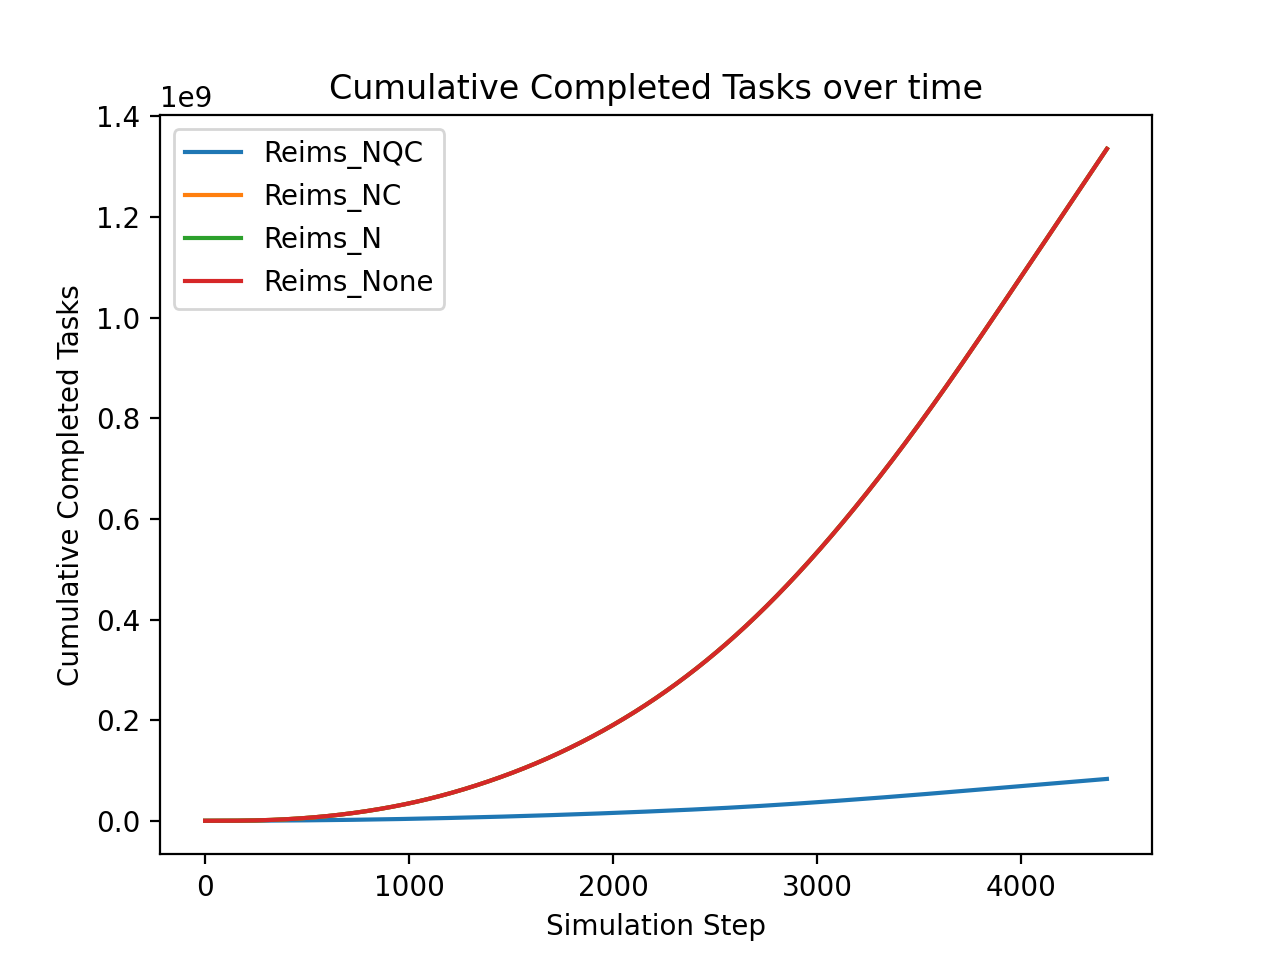 Cumulative Completed Tasks over time
1e9
1.4
1.2
1.0
0.8
0.6
0.4
0.2
0.0
Cumulative Completed Tasks
Reims_NQC
Reims_NC
Reims_N
Reims_None
0 1000 2000 3000 4000
Simulation Step